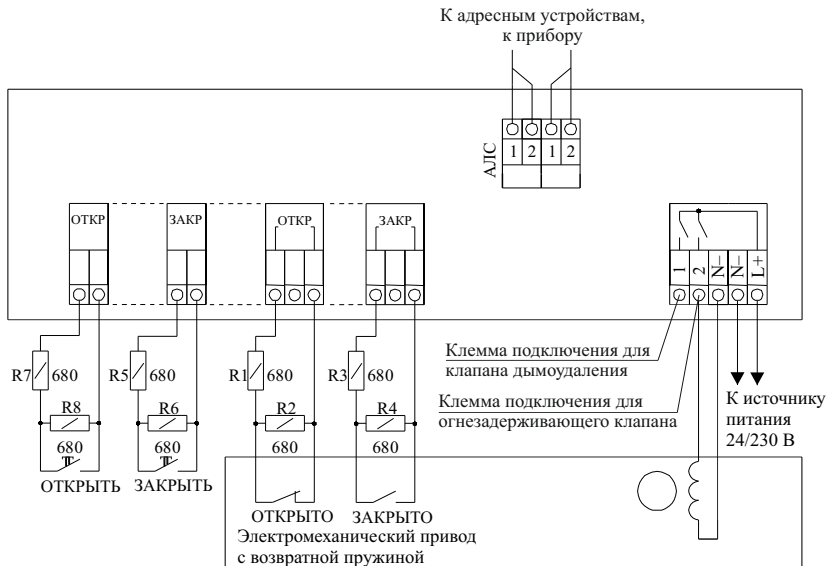 К адресным устройствам,
к прибору
АЛС
1 2 1 2
ОТКР ЗАКР ОТКР ЗАКР
1 2 N– N– L+
R7 680 R5 680 R1 680 R3 680
R8 R6 R2 R4
680 680 680 680
ОТКРЫТЬ ЗАКРЫТЬ
Клемма подключения для
клапана дымоудаления
Клемма подключения для
огнезадерживающего клапана
К источнику
питания
24/230 В
ОТКРЫТО ЗАКРЫТО
Электромеханический привод
с возвратной пружиной